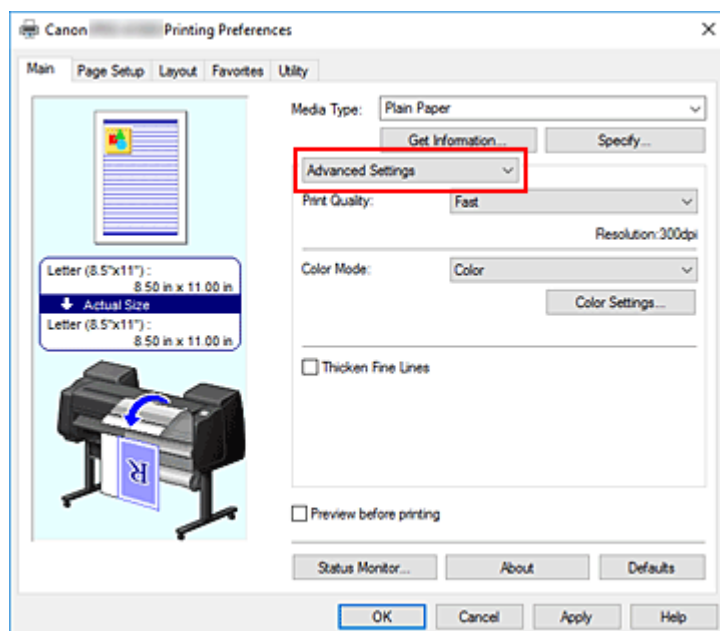 Canon Printing Preferences
Main Page Setup Layout Favorites Utility
Media Type: Plain Paper
Get Information... Specify...
Advanced Settings
Print Quality: Fast
Resolution:300dpi
Letter (8.5"x11") :
8.50 in x 11.00 in
Actual Size
Letter (8.5"x11") :
8.50 in x 11.00 in
Color Mode: Color
Color Settings...
Thicken Fine Lines
R
Preview before printing
Status Monitor... About Defaults
OK Cancel Apply Help